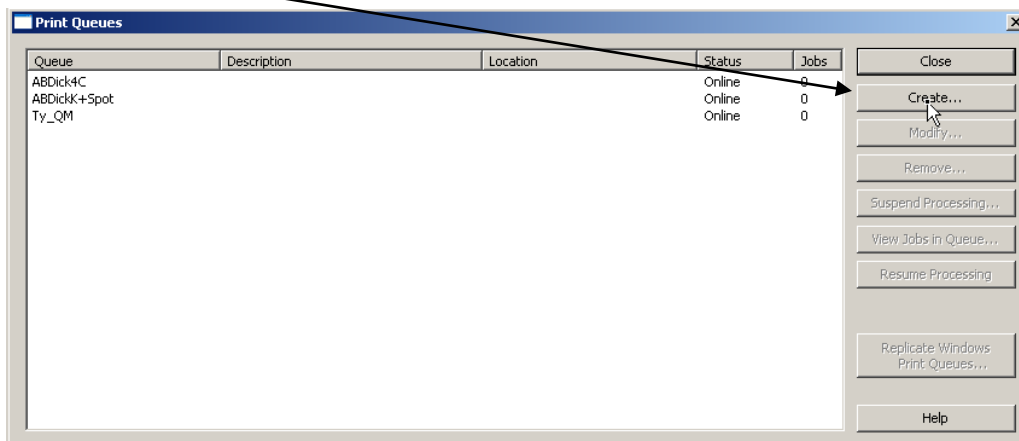 Print Queues
Queue Description Location Status Jobs
ABDick4C Online 0
ABDickK+Spot Online 0
Ty_QM Online 0
Close
Create...
Modify...
Remove...
Suspend Processing...
View Jobs in Queue...
Resume Processing
Replicate Windows
Print Queues...
Help